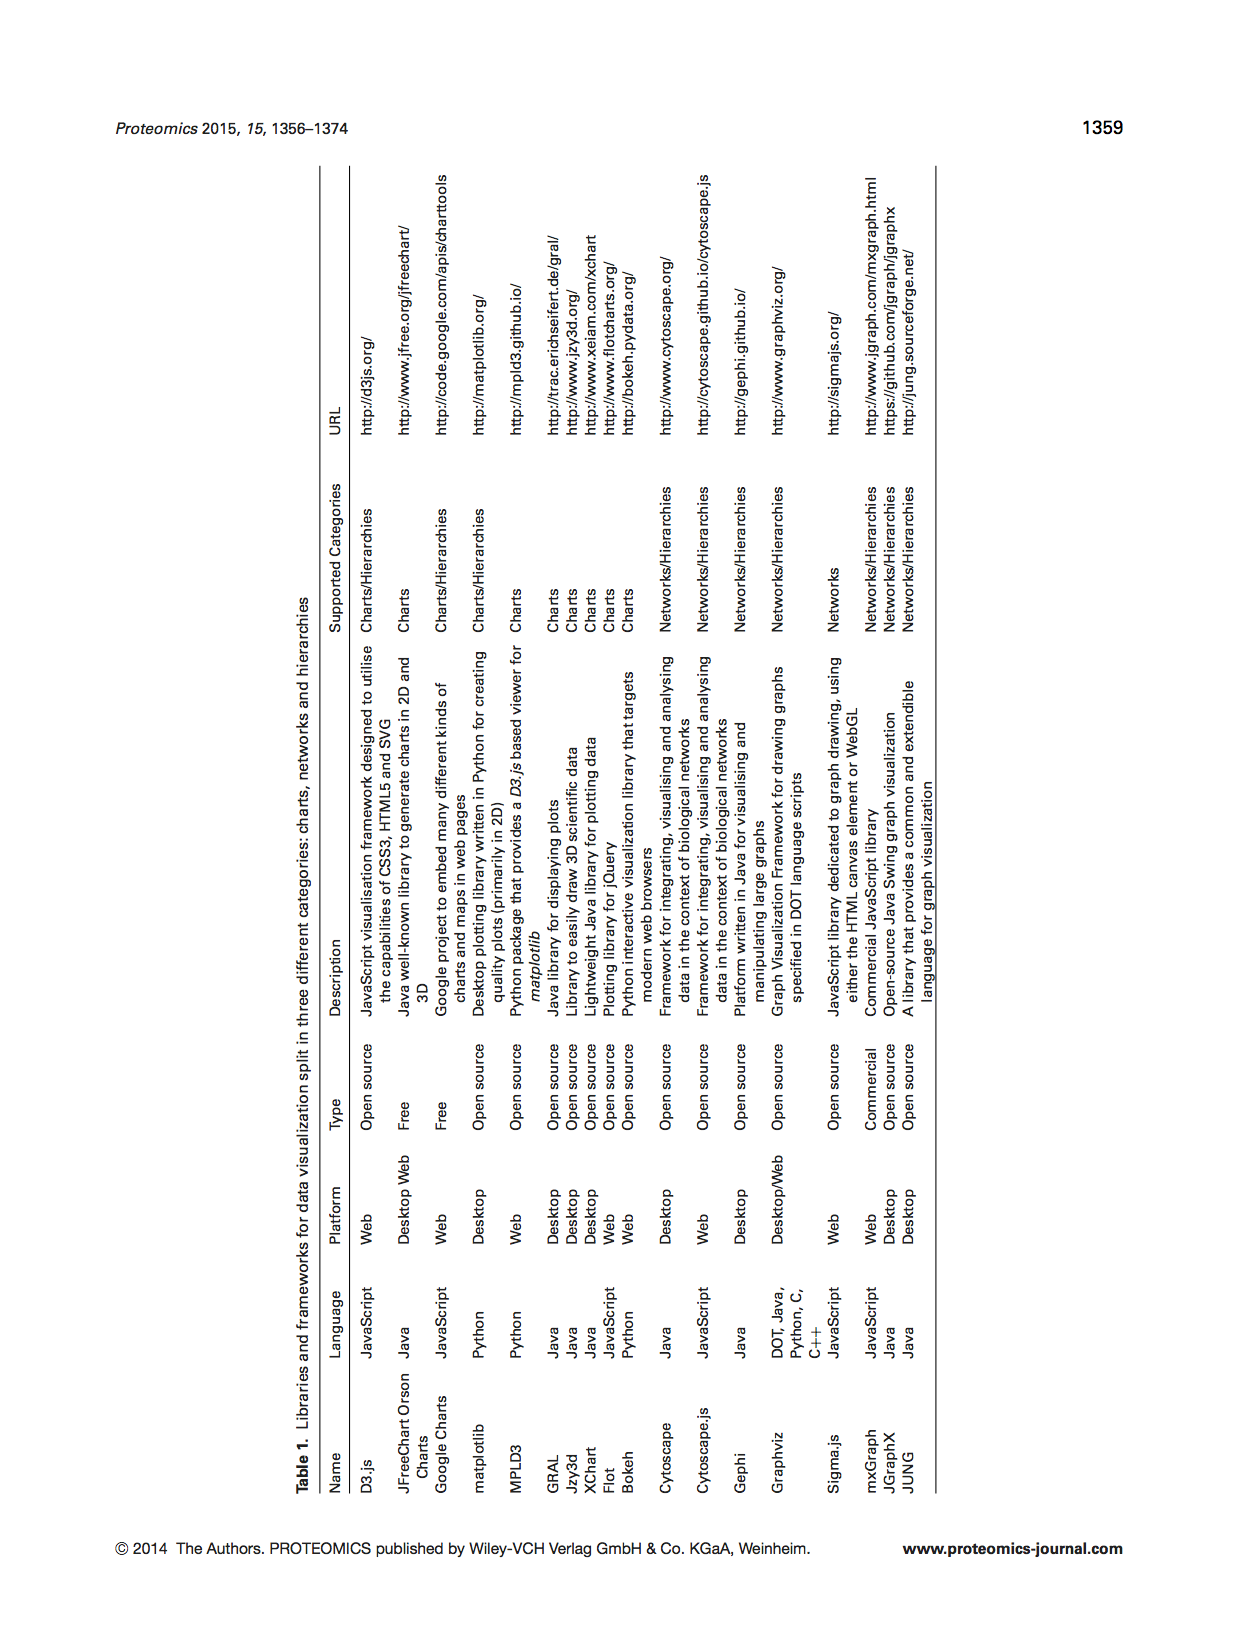 Proteomics 2015, 15, 1356–1374 1359
Table 1. Libraries and frameworks for data visualization split in three different categories: charts, networks and hierarchies
Name Language Platform Type Description Supported Categories URL
D3.js JavaScript Web Open source JavaScript visualisation framework designed to utilise Charts/Hierarchies http://d3js.org/
the capabilities of CSS3, HTML5 and SVG
JFreeChart Orson Java Desktop Web Free Java well-known library to generate charts in 2D and Charts http://www.jfree.org/jfreechart/
Charts 3D
Google Charts JavaScript Web Free Google project to embed many different kinds of Charts/Hierarchies http://code.google.com/apis/charttools
charts and maps in web pages
matplotlib Python Desktop Open source Desktop plotting library written in Python for creating Charts/Hierarchies http://matplotlib.org/
quality plots (primarily in 2D)
MPLD3 Python Web Open source Python package that provides a D3.js based viewer for Charts http://mpld3.github.io/
matplotlib
GRAL Java Desktop Open source Java library for displaying plots Charts http://trac.erichseifert.de/gral/
Jzy3d Java Desktop Open source Library to easily draw 3D scientific data Charts http://www.jzy3d.org/
XChart Java Desktop Open source Lightweight Java library for plotting data Charts http://www.xeiam.com/xchart
Flot JavaScript Web Open source Plotting library for jQuery Charts http://www.flotcharts.org/
Bokeh Python Web Open source Python interactive visualization library that targets Charts http://bokeh.pydata.org/
modern web browsers
Cytoscape Java Desktop Open source Framework for integrating, visualising and analysing Networks/Hierarchies http://www.cytoscape.org/
data in the context of biological networks
Cytoscape.js JavaScript Web Open source Framework for integrating, visualising and analysing Networks/Hierarchies http://cytoscape.github.io/cytoscape.js
data in the context of biological networks
Gephi Java Desktop Open source Platform written in Java for visualising and Networks/Hierarchies http://gephi.github.io/
manipulating large graphs
Graphviz DOT, Java, Desktop/Web Open source Graph Visualization Framework for drawing graphs Networks/Hierarchies http://www.graphviz.org/
Python, C, specified in DOT language scripts
C++
Sigma.js JavaScript Web Open source JavaScript library dedicated to graph drawing, using Networks http://sigmajs.org/
either the HTML canvas element or WebGL
mxGraph JavaScript Web Commercial Commercial JavaScript library Networks/Hierarchies http://www.jgraph.com/mxgraph.html
JGraphX Java Desktop Open source Open-source Java Swing graph visualization Networks/Hierarchies https://github.com/jgraph/jgraphx
JUNG Java Desktop Open source A library that provides a common and extendible Networks/Hierarchies http://jung.sourceforge.net/
language for graph visualization
© 2014 The Authors. PROTEOMICS published by Wiley-VCH Verlag GmbH & Co. KGaA, Weinheim. www.proteomics-journal.com